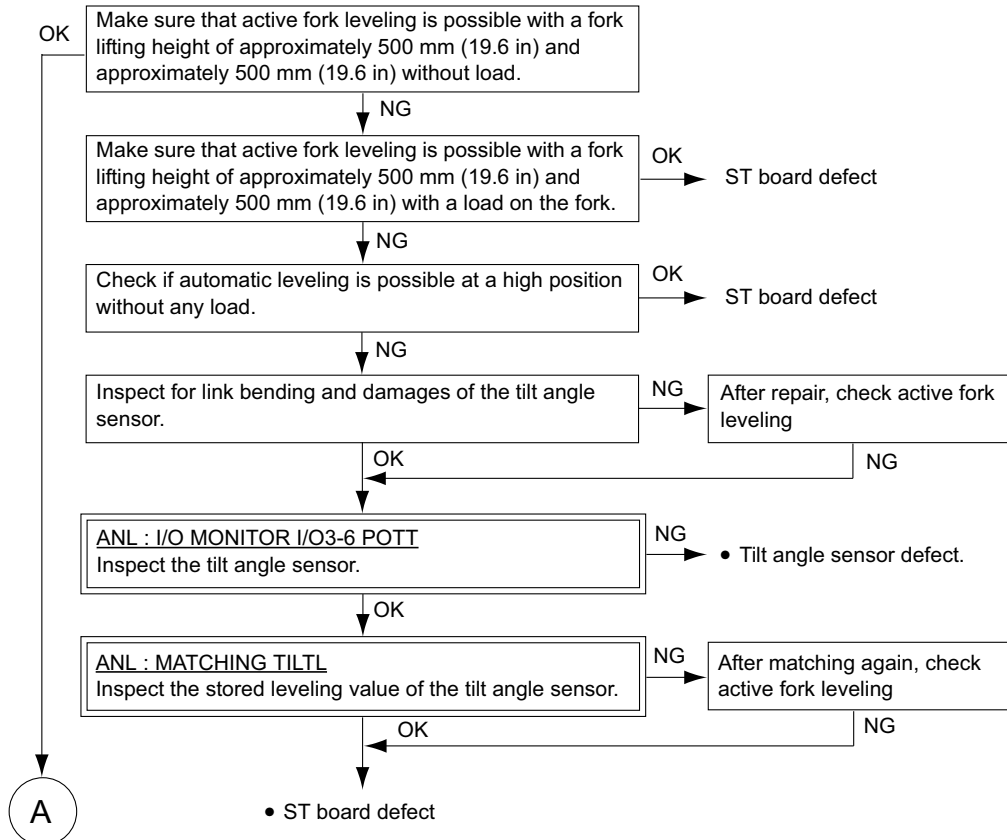 OK
Make sure that active fork leveling is possible with a fork
lifting height of approximately 500 mm (19.6 in) and
approximately 500 mm (19.6 in) without load.
NG
Make sure that active fork leveling is possible with a fork
lifting height of approximately 500 mm (19.6 in) and
approximately 500 mm (19.6 in) with a load on the fork.
OK
ST board defect
NG
Check if automatic leveling is possible at a high position
without any load.
OK
ST board defect
NG
Inspect for link bending and damages of the tilt angle
sensor.
NG
After repair, check active fork
leveling
OK
NG
ANL : I/O MONITOR I/O3-6 POTT
Inspect the tilt angle sensor.
NG
• Tilt angle sensor defect.
OK
ANL : MATCHING TILTL
Inspect the stored leveling value of the tilt angle sensor.
NG
After matching again, check
active fork leveling
OK
NG
A
• ST board defect